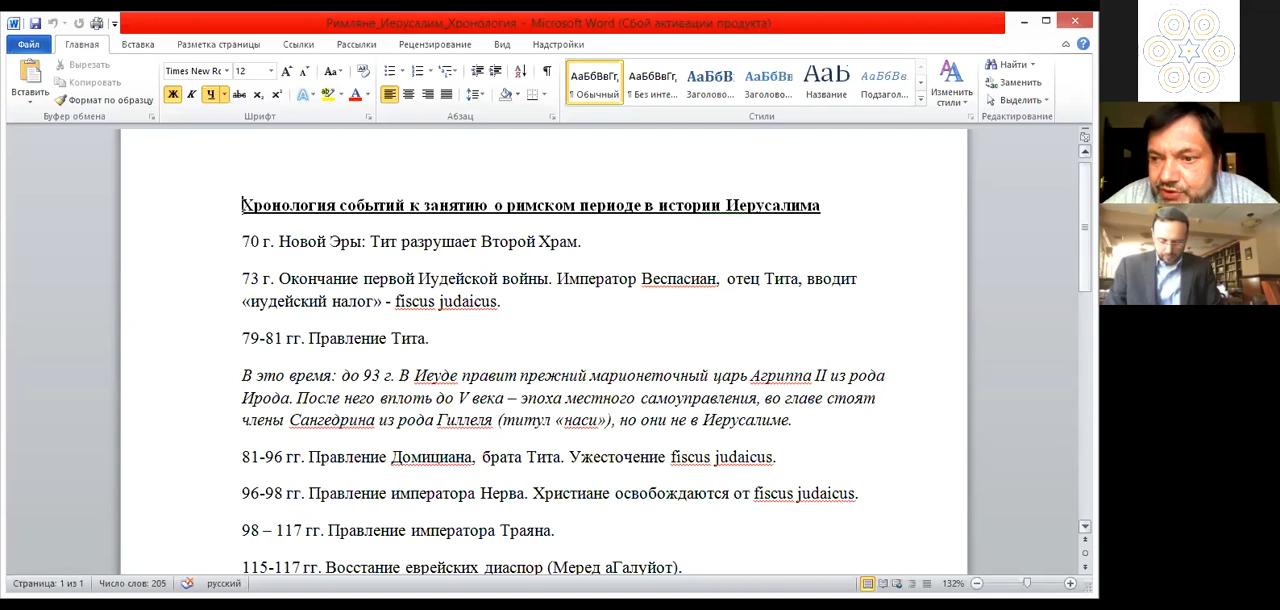 Римляне_Иерусалим_Хронология - Microsoft Word (Сбой активации продукта)
Файл Главная Вставка Разметка страницы Ссылки Рассылки Рецензирование Вид Надстройки
Вставить
Вырезать
Копировать
Формат по образцу
Буфер обмена
Times New Rc 12
Ж К Ч abc x₂ x²
Шрифт
Абзац
АаБбВвГг, АаБбВвГг, АаБбВ АаБбВв АаБ АаБбВв
¶ Обычный ¶ Без инте... Заголово... Заголово... Название Подзагол...
Изменить стили
Стили
Найти
Заменить
Выделить
Редактирование
Хронология событий к занятию о римском периоде в истории Иерусалима
70 г. Новой Эры: Тит разрушает Второй Храм.
73 г. Окончание первой Иудейской войны. Император Веспасиан, отец Тита, вводит
«иудейский налог» - fiscus judaicus.
79-81 гг. Правление Тита.
В это время: до 93 г. В Иеуде правит прежний марионеточный царь Агриппа II из рода
Ирода. После него вплоть до V века – эпоха местного самоуправления, во главе стоят
члены Сангедрина из рода Гиллеля (титул «наси»), но они не в Иерусалиме.
81-96 гг. Правление Домициана, брата Тита. Ужесточение fiscus judaicus.
96-98 гг. Правление императора Нерва. Христиане освобождаются от fiscus judaicus.
98 – 117 гг. Правление императора Траяна.
115-117 гг. Восстание еврейских диаспор (Меред аГалуйот).
Страница: 1 из 1 Число слов: 205 русский 132%